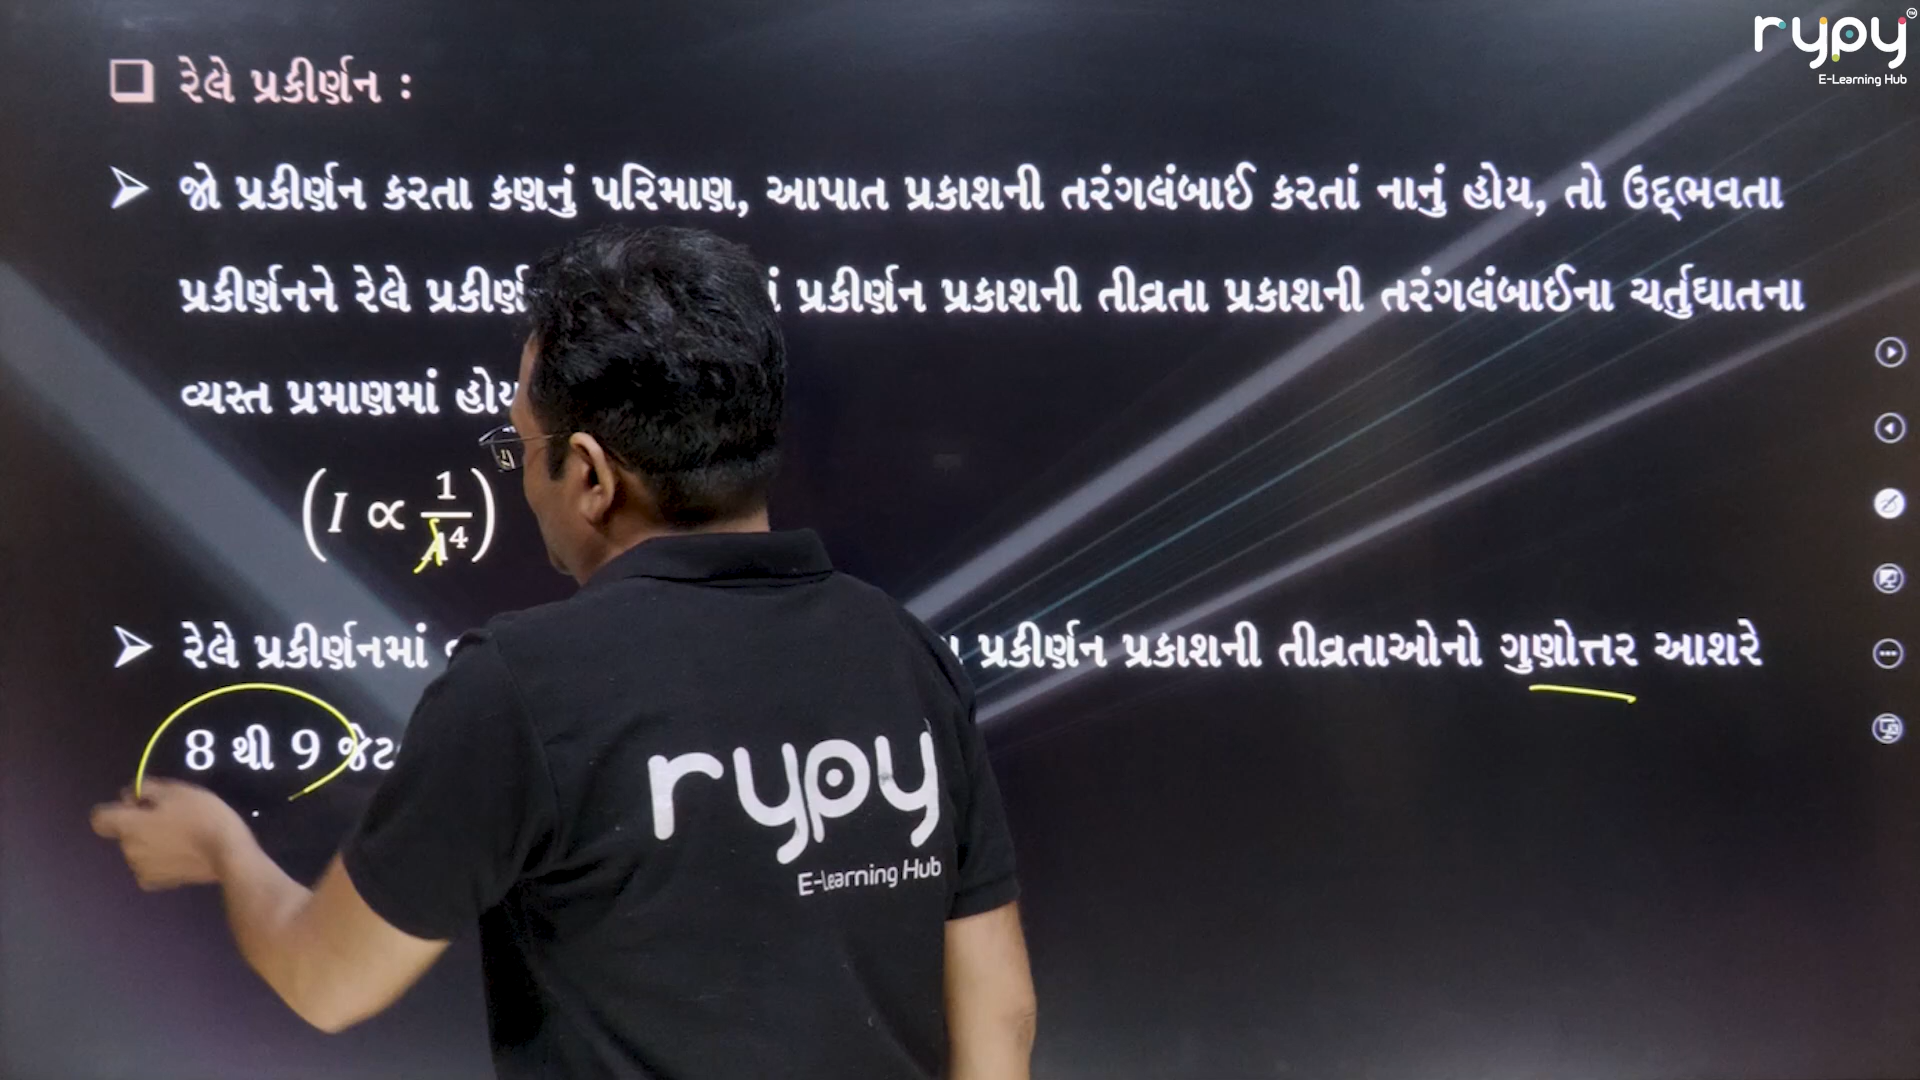 rypy
E-Learning Hub
રેલે પ્રકીર્ણન :
જો પ્રકીર્ણન કરતા કણનું પરિમાણ, આપાત પ્રકાશની તરંગલંબાઈ કરતાં નાનું હોય, તો ઉદ્ભવતા
પ્રકીર્ણનને રેલે પ્રકીર્ણ પ્રકીર્ણન પ્રકાશની તીવ્રતા પ્રકાશની તરંગલંબાઈના ચર્તુઘાતના
વ્યસ્ત પ્રમાણમાં હોય
(I ∝ 1/λ⁴)
રેલે પ્રકીર્ણનમાં પ્રકીર્ણન પ્રકાશની તીવ્રતાઓનો ગુણોત્તર આશરે
8 થી 9
rypy
E-Learning Hub